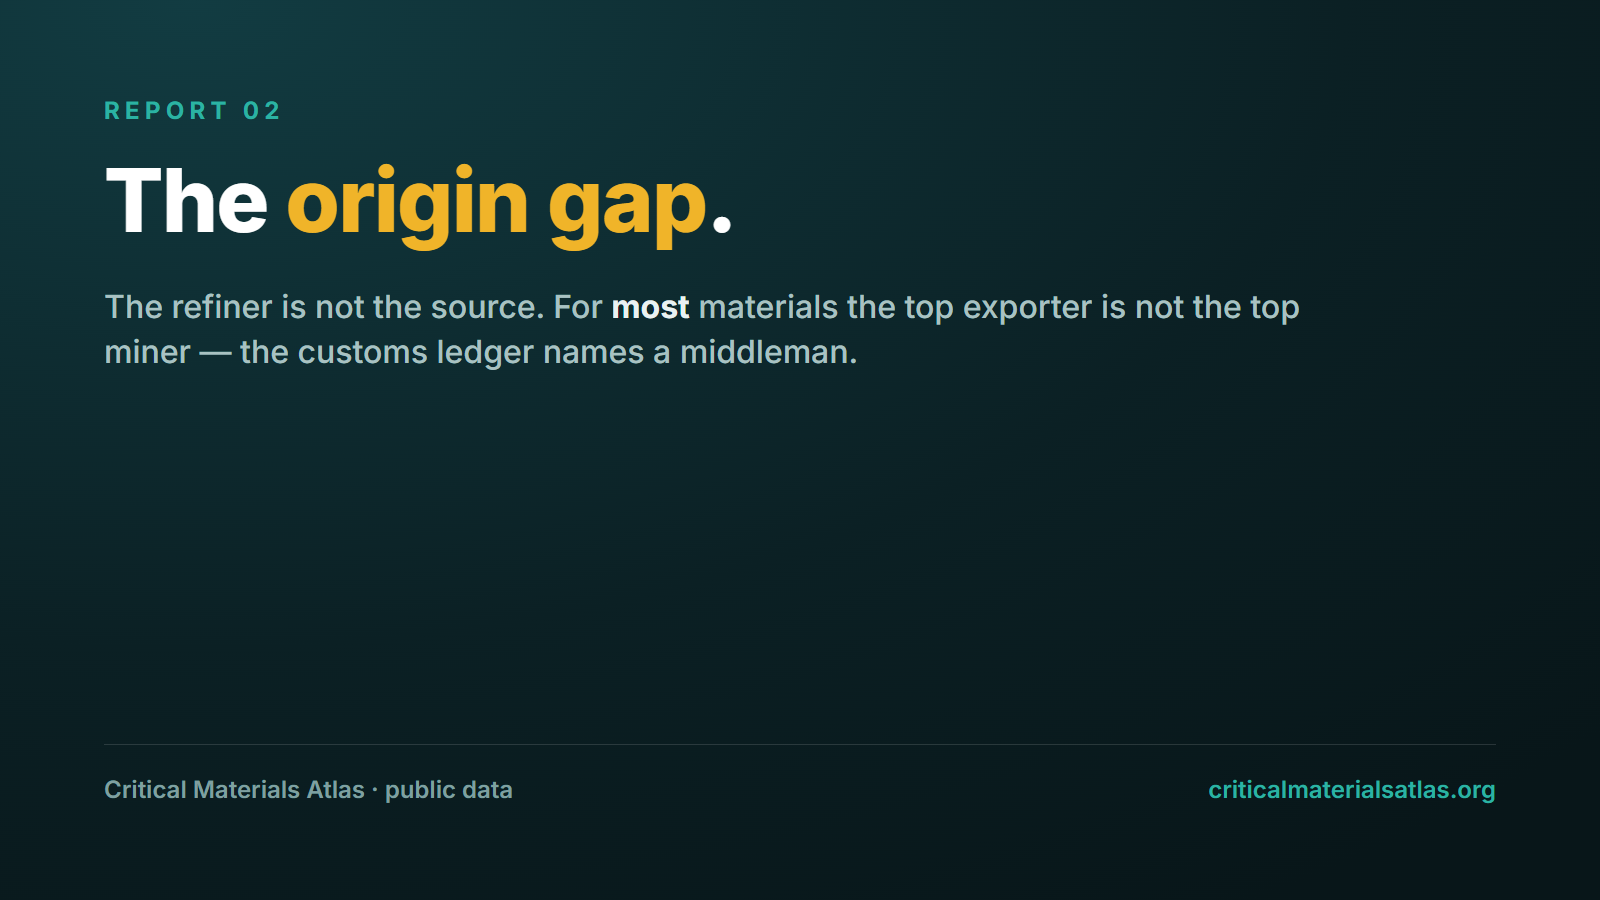 REPORT 02
The origin gap.
The refiner is not the source. For most materials the top exporter is not the top
miner — the customs ledger names a middleman.
Critical Materials Atlas · public data
criticalmaterialsatlas.org